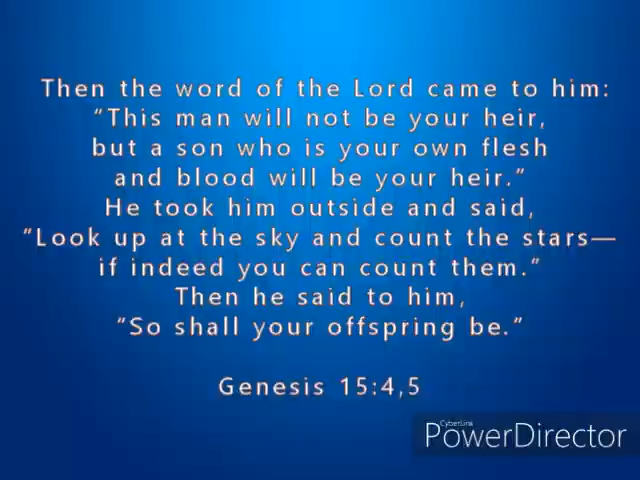 Then the word of the Lord came to him:
“This man will not be your heir,
but a son who is your own flesh
and blood will be your heir.”
He took him outside and said,
“Look up at the sky and count the stars—
if indeed you can count them.”
Then he said to him,
“So shall your offspring be.”
Genesis 15:4,5
CyberLink
PowerDirector